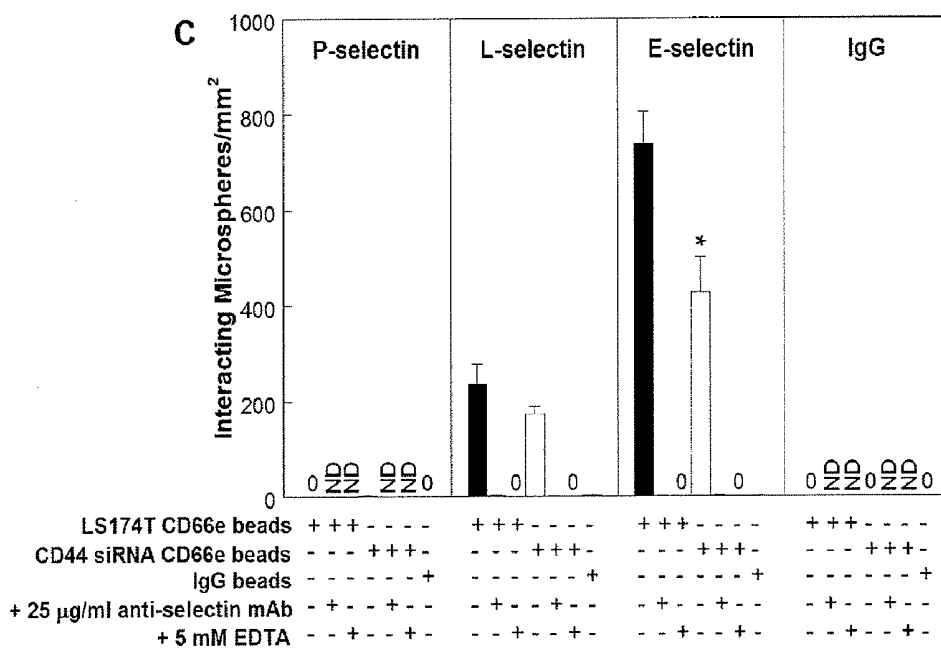 C
1000
P-selectin L-selectin E-selectin IgG
800
Interacting Microspheres/mm²
600
*
400
200
0 ND ND ND ND 0 0 0 0 0 0 ND ND 0 ND ND 0
0
LS174T CD66e beads +++---- +++---- +++---- +++----
CD44 siRNA CD66e beads ---+++- ---+++- ---+++- ---+++-
IgG beads ------+ ------+ ------+ ------+
+ 25 µg/ml anti-selectin mAb -+--+-- -+--+-- -+--+-- -+--+--
+ 5 mM EDTA --+--+- --+--+- --+--+- --+--+-